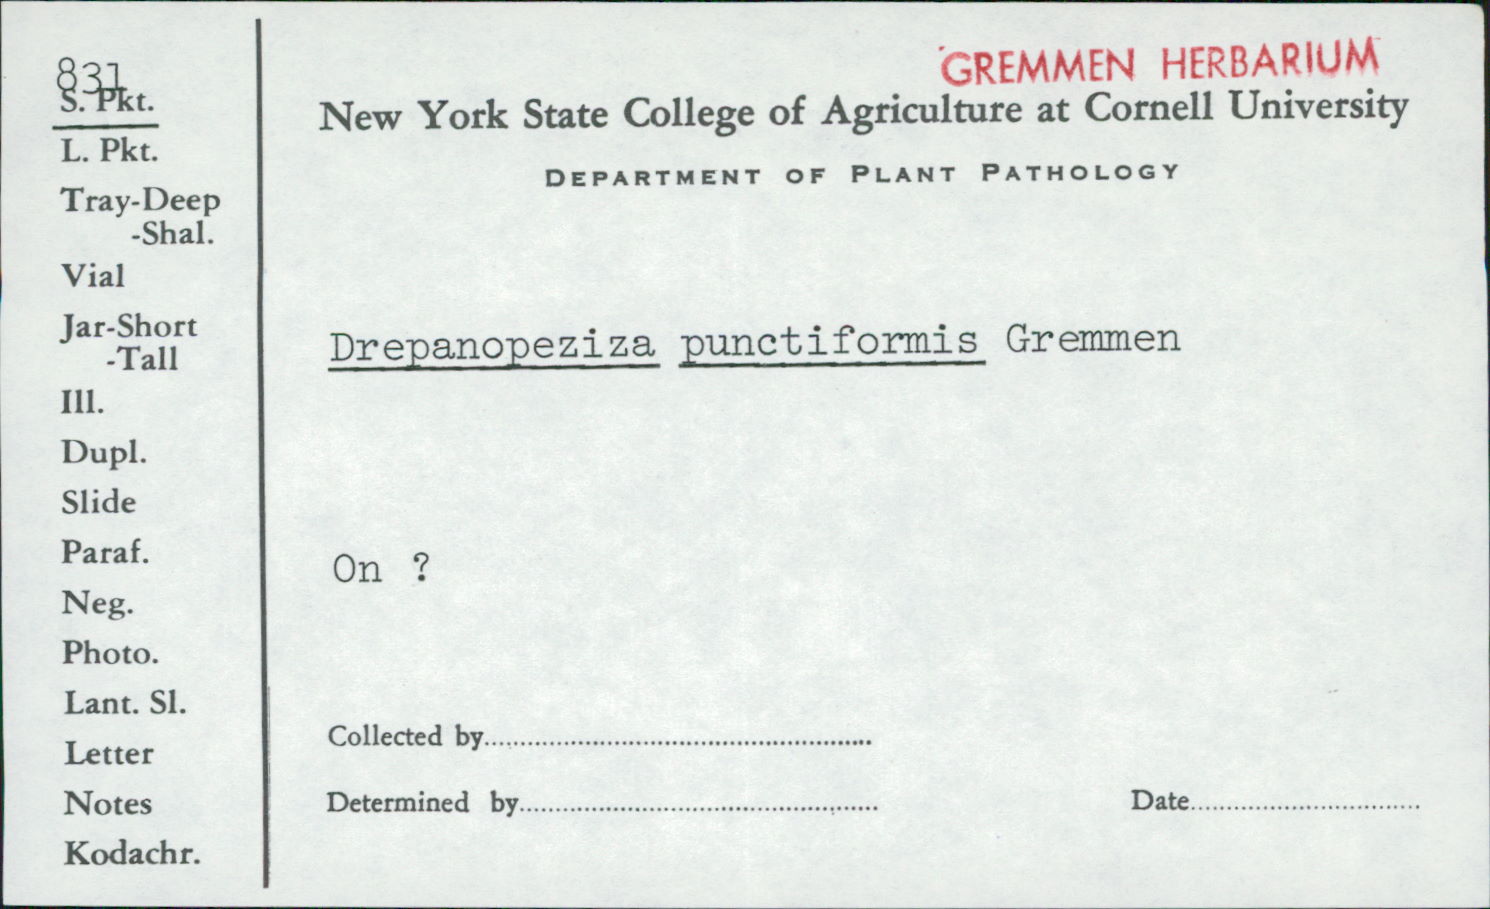 831
S. Pkt.
L. Pkt.
Tray-Deep
-Shal.
Vial
Jar-Short
-Tall
Ill.
Dupl.
Slide
Paraf.
Neg.
Photo.
Lant. Sl.
Letter
Notes
Kodachr.
GREMMEN HERBARIUM
New York State College of Agriculture at Cornell University
DEPARTMENT OF PLANT PATHOLOGY
Drepanopeziza punctiformis Gremmen
On ?
Collected by
Determined by Date